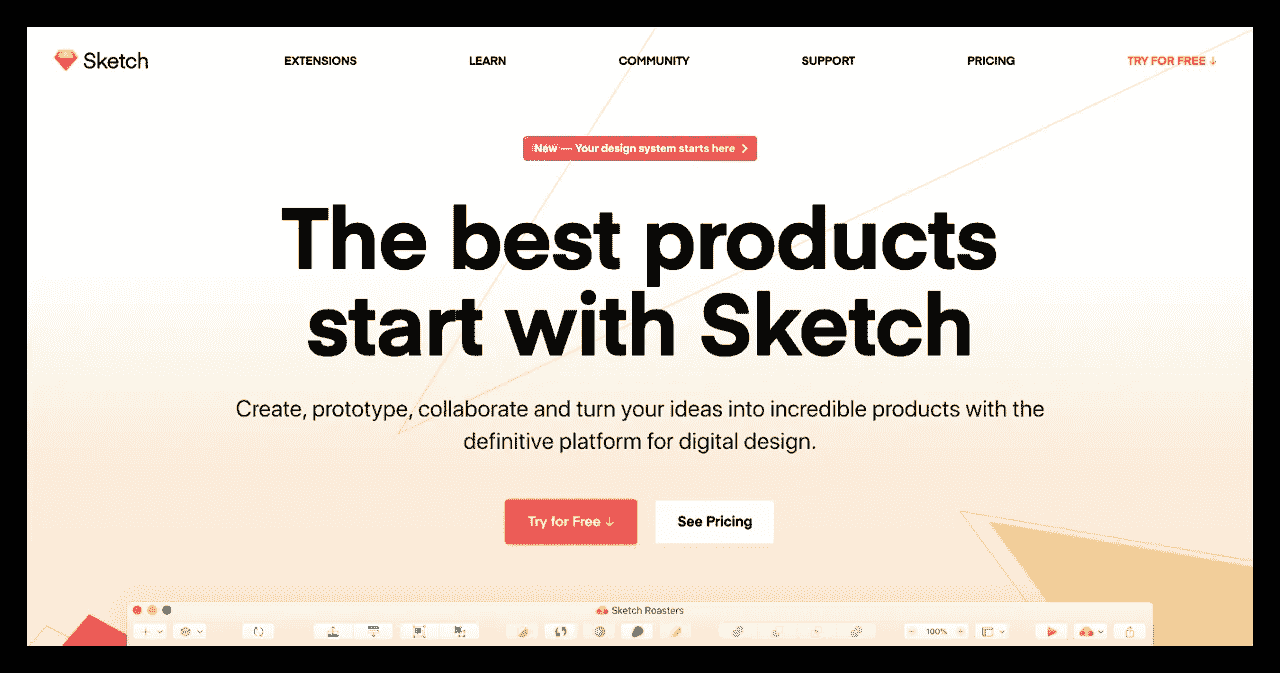 Sketch
EXTENSIONS
LEARN
COMMUNITY
SUPPORT
PRICING
TRY FOR FREE ↓
New — Your design system starts here >
The best products
start with Sketch
Create, prototype, collaborate and turn your ideas into incredible products with the
definitive platform for digital design.
Try for Free ↓
See Pricing
Sketch Roasters
100%